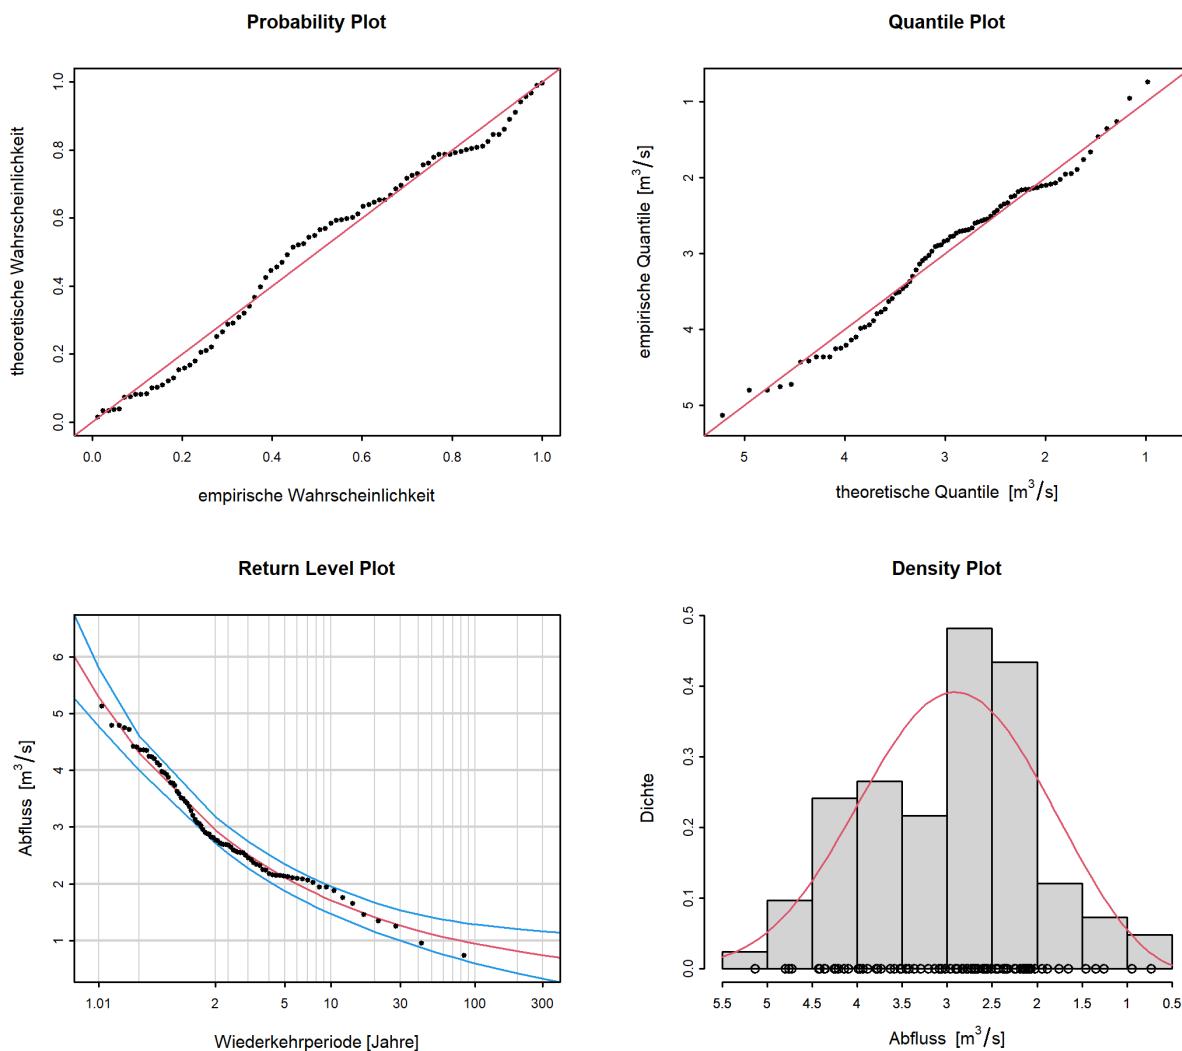 Probability Plot
theoretische Wahrscheinlichkeit
0.0 0.2 0.4 0.6 0.8 1.0
0.0 0.2 0.4 0.6 0.8 1.0
empirische Wahrscheinlichkeit
Quantile Plot
empirische Quantile [m³/s]
5 4 3 2 1
5 4 3 2 1
theoretische Quantile [m³/s]
Return Level Plot
Abfluss [m³/s]
1 2 3 4 5 6
1.01 2 5 10 30 100 300
Wiederkehrperiode [Jahre]
Density Plot
Dichte
0.0 0.1 0.2 0.3 0.4 0.5
5.5 5 4.5 4 3.5 3 2.5 2 1.5 1 0.5
Abfluss [m³/s]